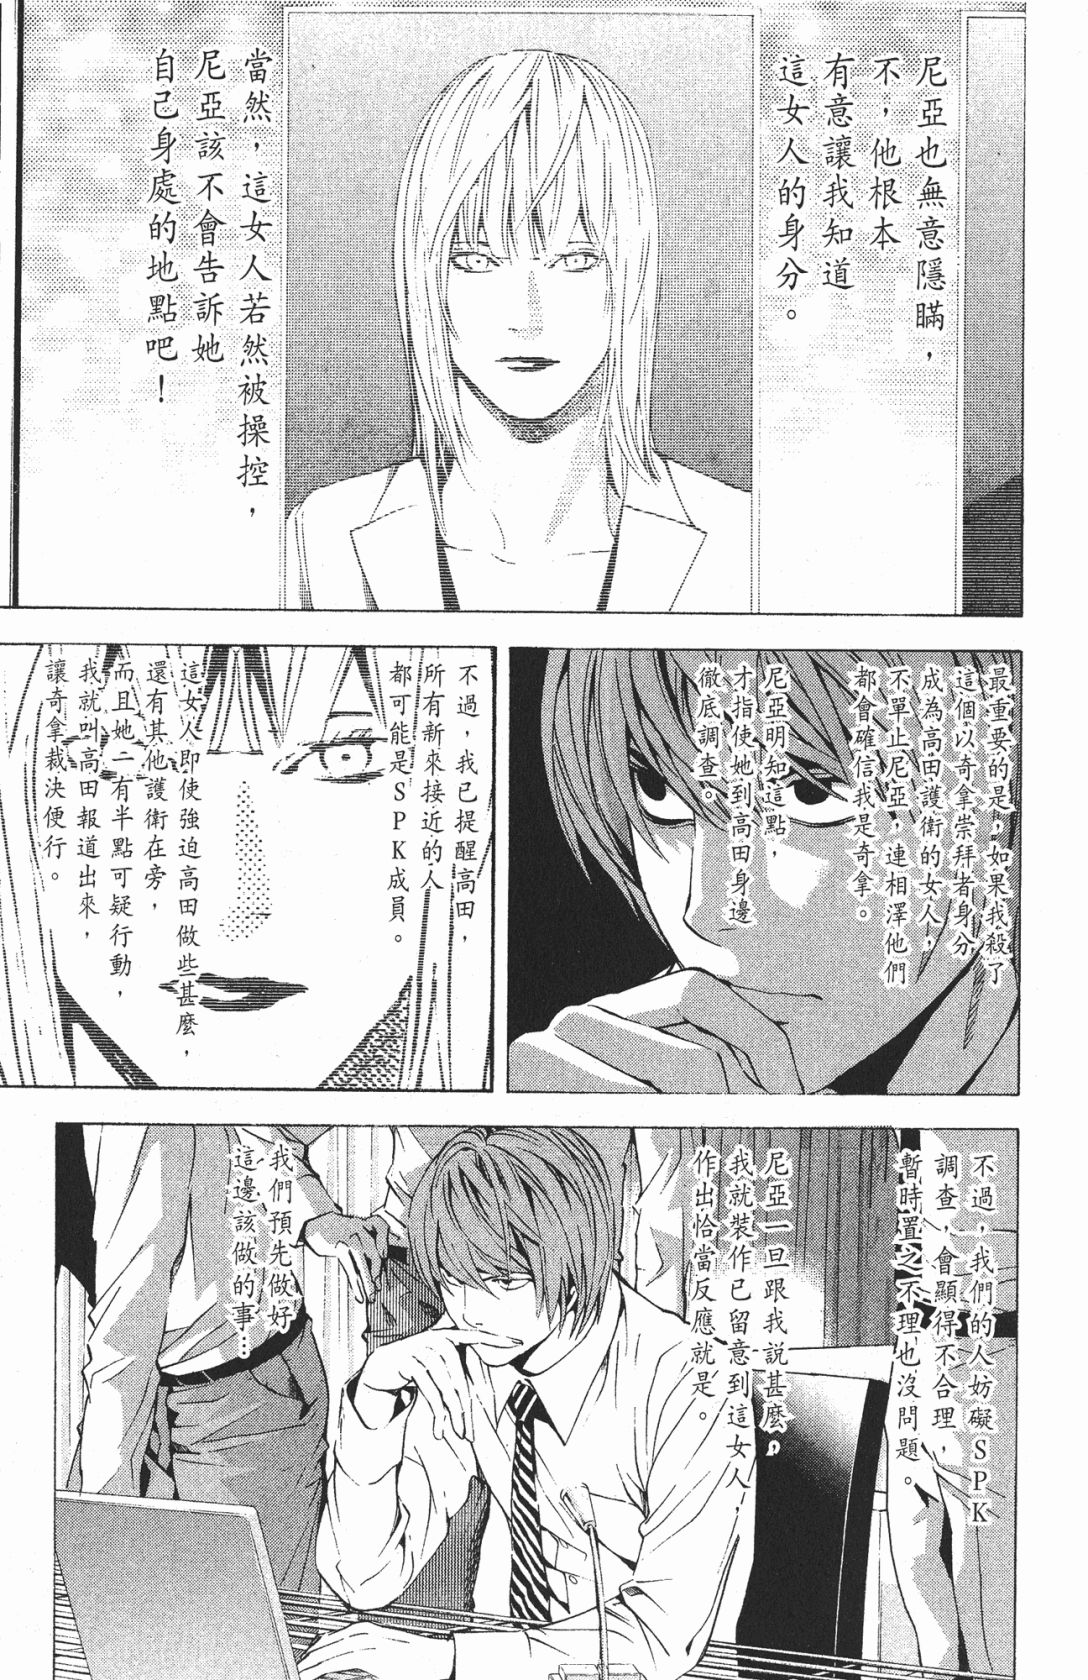 尼亞也無意隱瞞，
不，他根本
有意讓我知道
這女人的身分。
當然，這女人若然被操控，
尼亞該不會告訴她
自己身處的地點吧！
最重要的是，如果我殺了
這個以奇拿崇拜者身分
成為高田護衛的女人，
不單止尼亞，連相澤他們
都會確信我是奇拿。
尼亞明知這點，
才指使她到高田身邊
徹底調查。
不過，我已提醒高田，
所有新來接近的人
都可能是SPK成員。
這女人即使強迫高田做些甚麼，
還有其他護衛在旁，
而且她一有半點可疑行動，
我就叫高田報道出來，
讓奇拿裁決便行。
不過，我們的人妨礙SPK
調查，會顯得不合理，
暫時置之不理也沒問題。
尼亞一旦跟我說甚麼，
我就裝作已留意到這女人，
作出恰當反應就是。
我們預先做好
這邊該做的事…